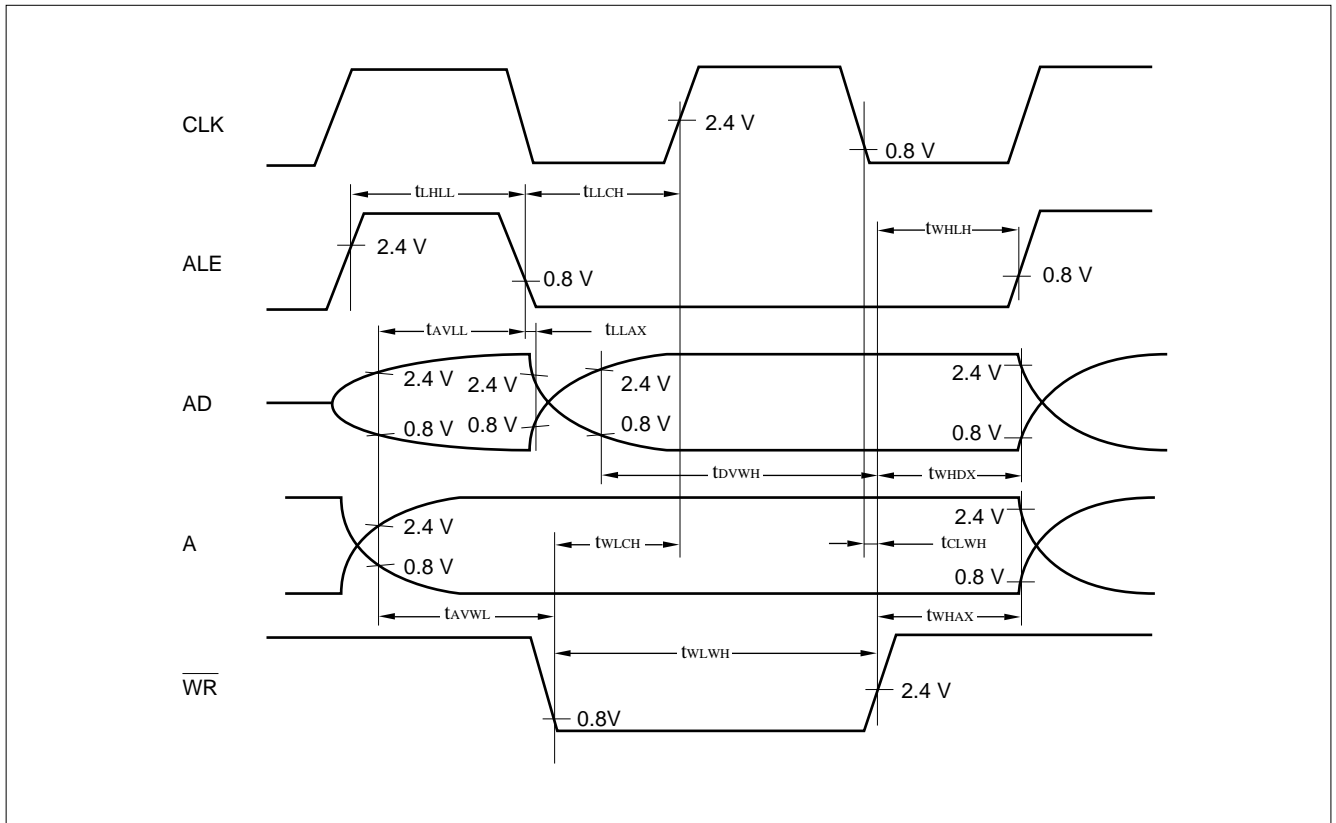 CLK
2.4 V
0.8 V
tLHLL
tLLCH
tWHLH
ALE
2.4 V
0.8 V
0.8 V
tAVLL
tLLAX
AD
2.4 V
2.4 V
2.4 V
2.4 V
0.8 V
0.8 V
0.8 V
0.8 V
tDVWH
tWHDX
A
2.4 V
2.4 V
tWLCH
tCLWH
0.8 V
0.8 V
tAVWL
tWHAX
tWLWH
WR
0.8V
2.4 V